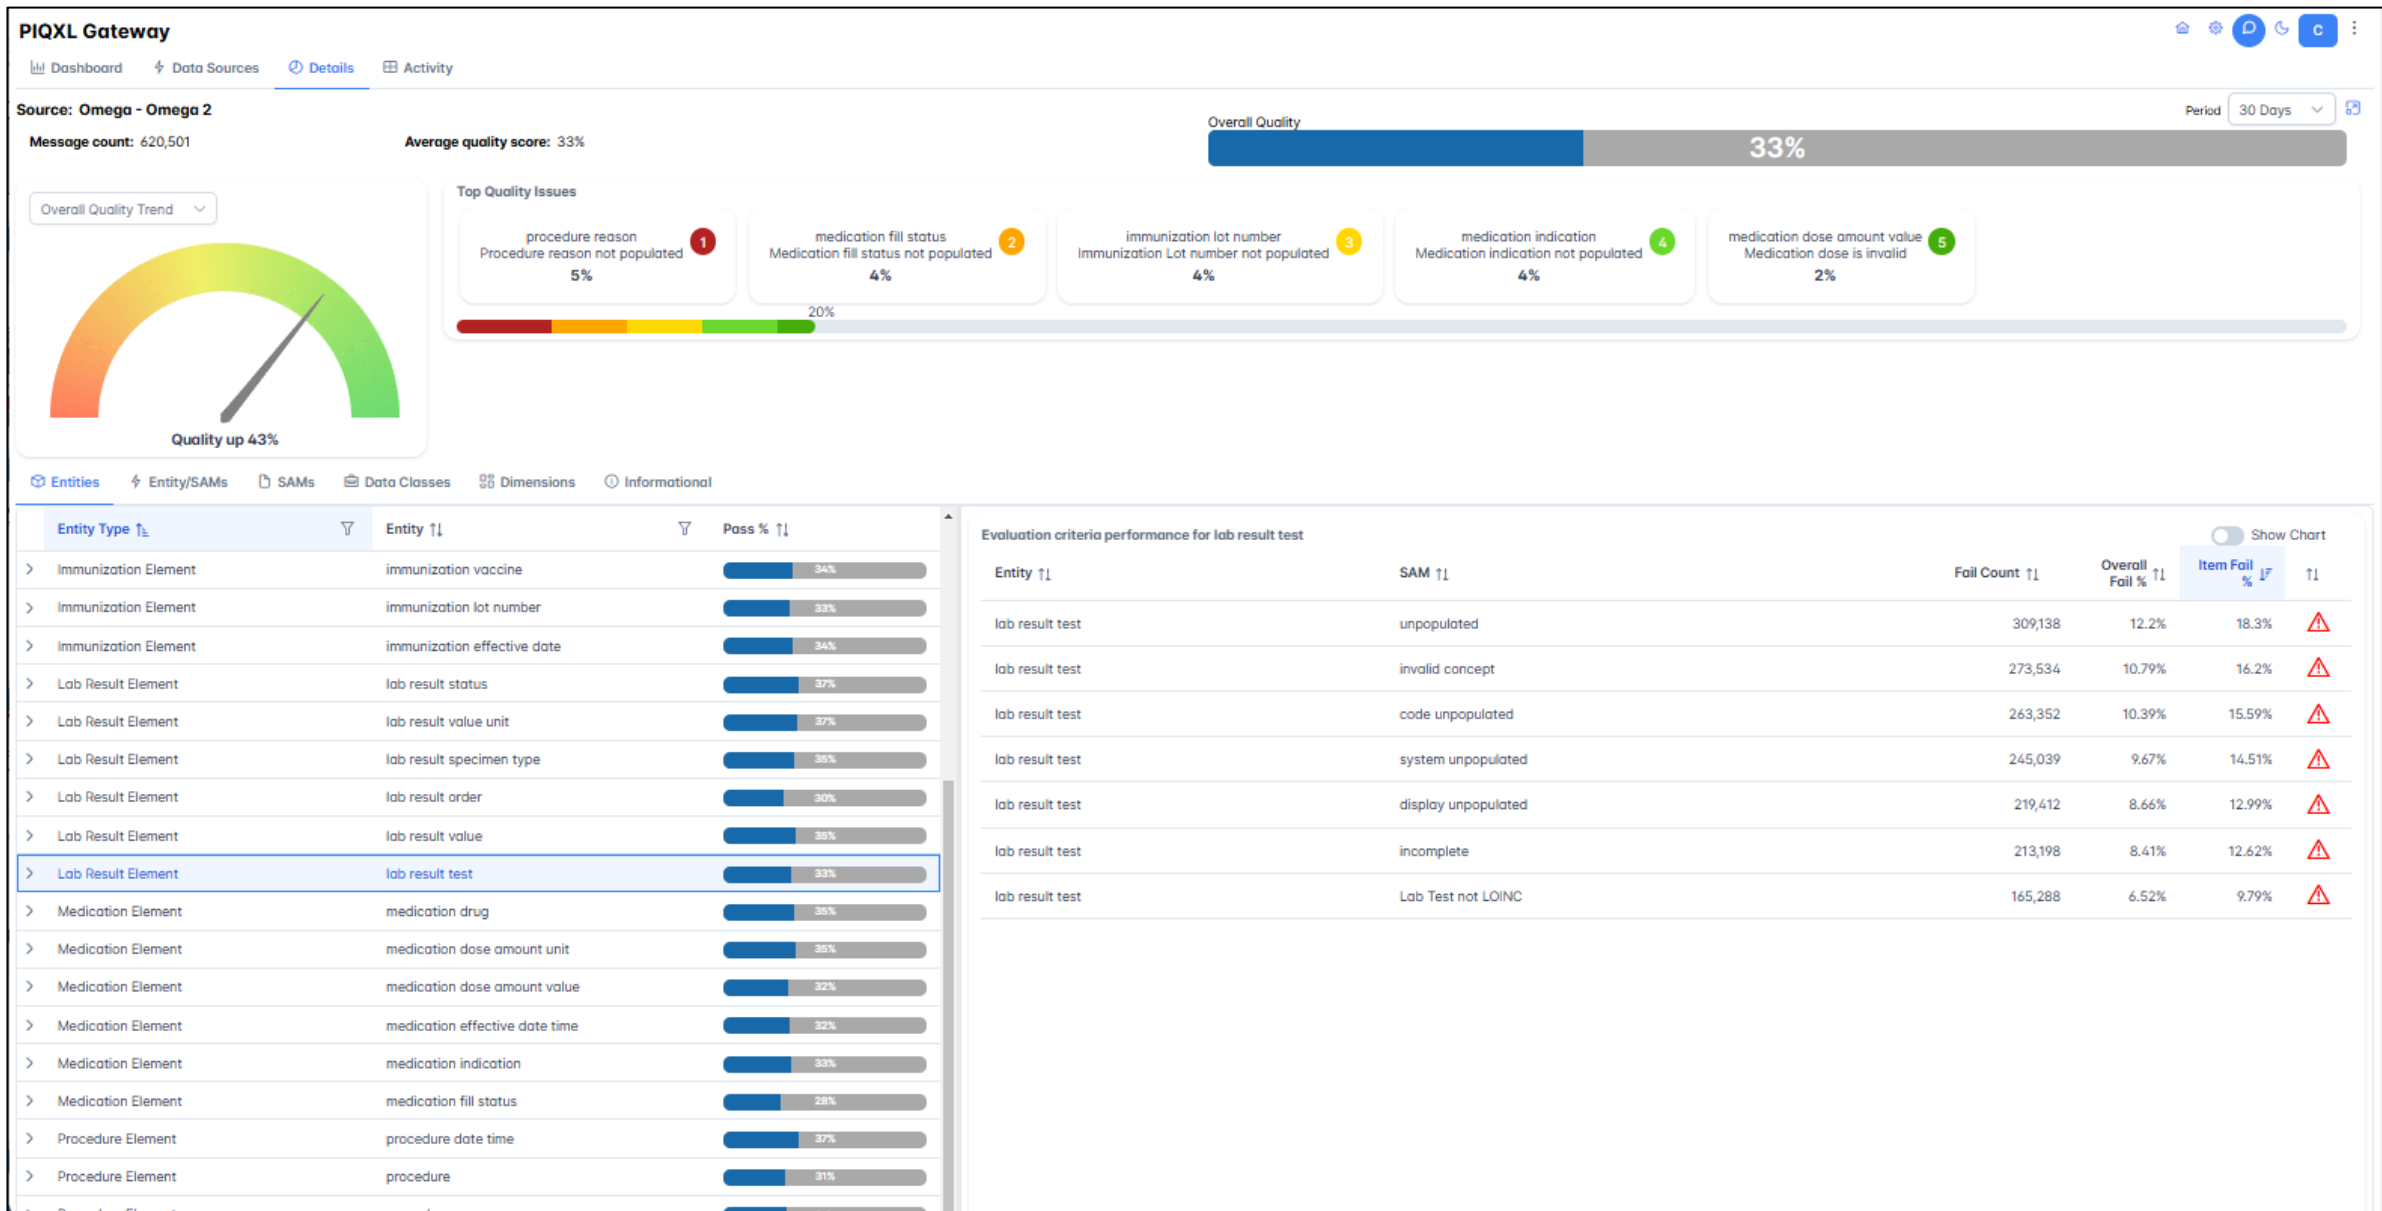 PIQXL Gateway
C
Dashboard Data Sources Details Activity
Source: Omega - Omega 2
Period 30 Days
Message count: 620,501 Average quality score: 33%
Overall Quality
33%
Overall Quality Trend
Quality up 43%
Top Quality Issues
procedure reason 1
Procedure reason not populated
5%
medication fill status 2
Medication fill status not populated
4%
immunization lot number 3
Immunization Lot number not populated
4%
medication indication 4
Medication indication not populated
4%
medication dose amount value 5
Medication dose is invalid
2%
20%
Entities Entity/SAMs SAMs Data Classes Dimensions Informational
Entity Type Entity Pass %
Immunization Element immunization vaccine 34%
Immunization Element immunization lot number 33%
Immunization Element immunization effective date 34%
Lab Result Element lab result status 37%
Lab Result Element lab result value unit 37%
Lab Result Element lab result specimen type 35%
Lab Result Element lab result order 30%
Lab Result Element lab result value 35%
Lab Result Element lab result test 33%
Medication Element medication drug 35%
Medication Element medication dose amount unit 35%
Medication Element medication dose amount value 32%
Medication Element medication effective date time 32%
Medication Element medication indication 33%
Medication Element medication fill status 28%
Procedure Element procedure date time 37%
Procedure Element procedure 31%
Evaluation criteria performance for lab result test
Show Chart
Entity SAM Fail Count Overall Fail % Item Fail %
lab result test unpopulated 309,138 12.2% 18.3%
lab result test invalid concept 273,534 10.79% 16.2%
lab result test code unpopulated 263,352 10.39% 15.59%
lab result test system unpopulated 245,039 9.67% 14.51%
lab result test display unpopulated 219,412 8.66% 12.99%
lab result test incomplete 213,198 8.41% 12.62%
lab result test Lab Test not LOINC 165,288 6.52% 9.79%